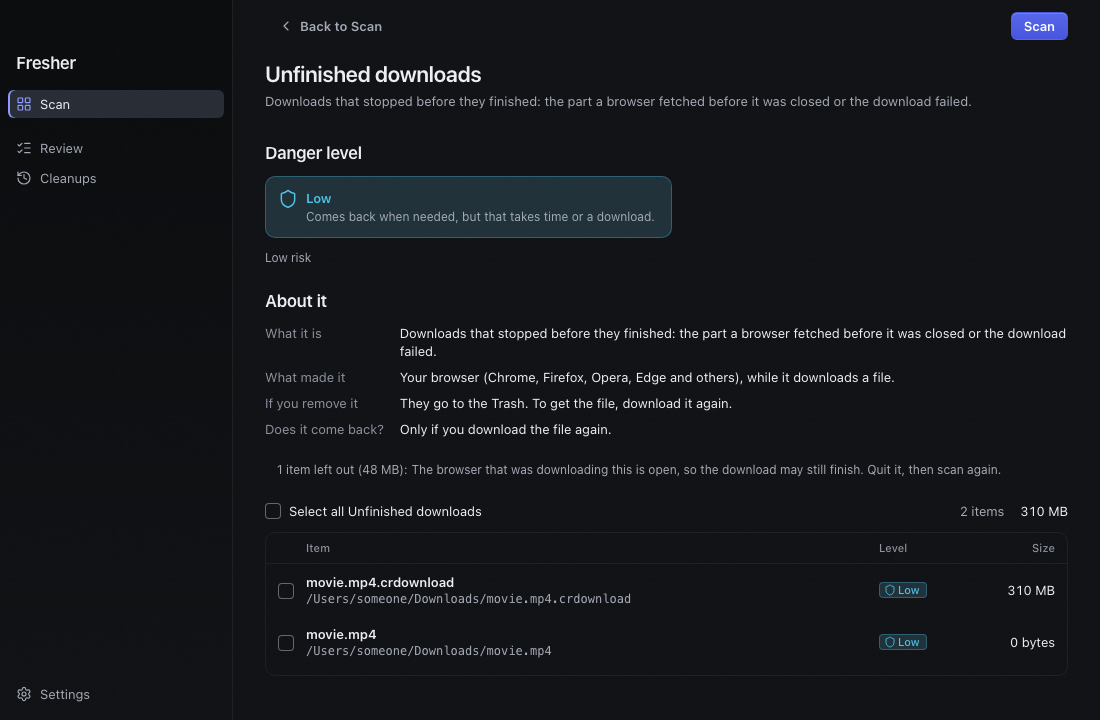 Back to Scan
Scan
Fresher
Scan
Review
Cleanups
Settings
Unfinished downloads
Downloads that stopped before they finished: the part a browser fetched before it was closed or the download failed.
Danger level
Low
Comes back when needed, but that takes time or a download.
Low risk
About it
What it is
Downloads that stopped before they finished: the part a browser fetched before it was closed or the download
failed.
What made it
Your browser (Chrome, Firefox, Opera, Edge and others), while it downloads a file.
If you remove it
They go to the Trash. To get the file, download it again.
Does it come back?
Only if you download the file again.
1 item left out (48 MB): The browser that was downloading this is open, so the download may still finish. Quit it, then scan again.
Select all Unfinished downloads
2 items
310 MB
Item
Level
Size
movie.mp4.crdownload
/Users/someone/Downloads/movie.mp4.crdownload
Low
310 MB
movie.mp4
/Users/someone/Downloads/movie.mp4
Low
0 bytes